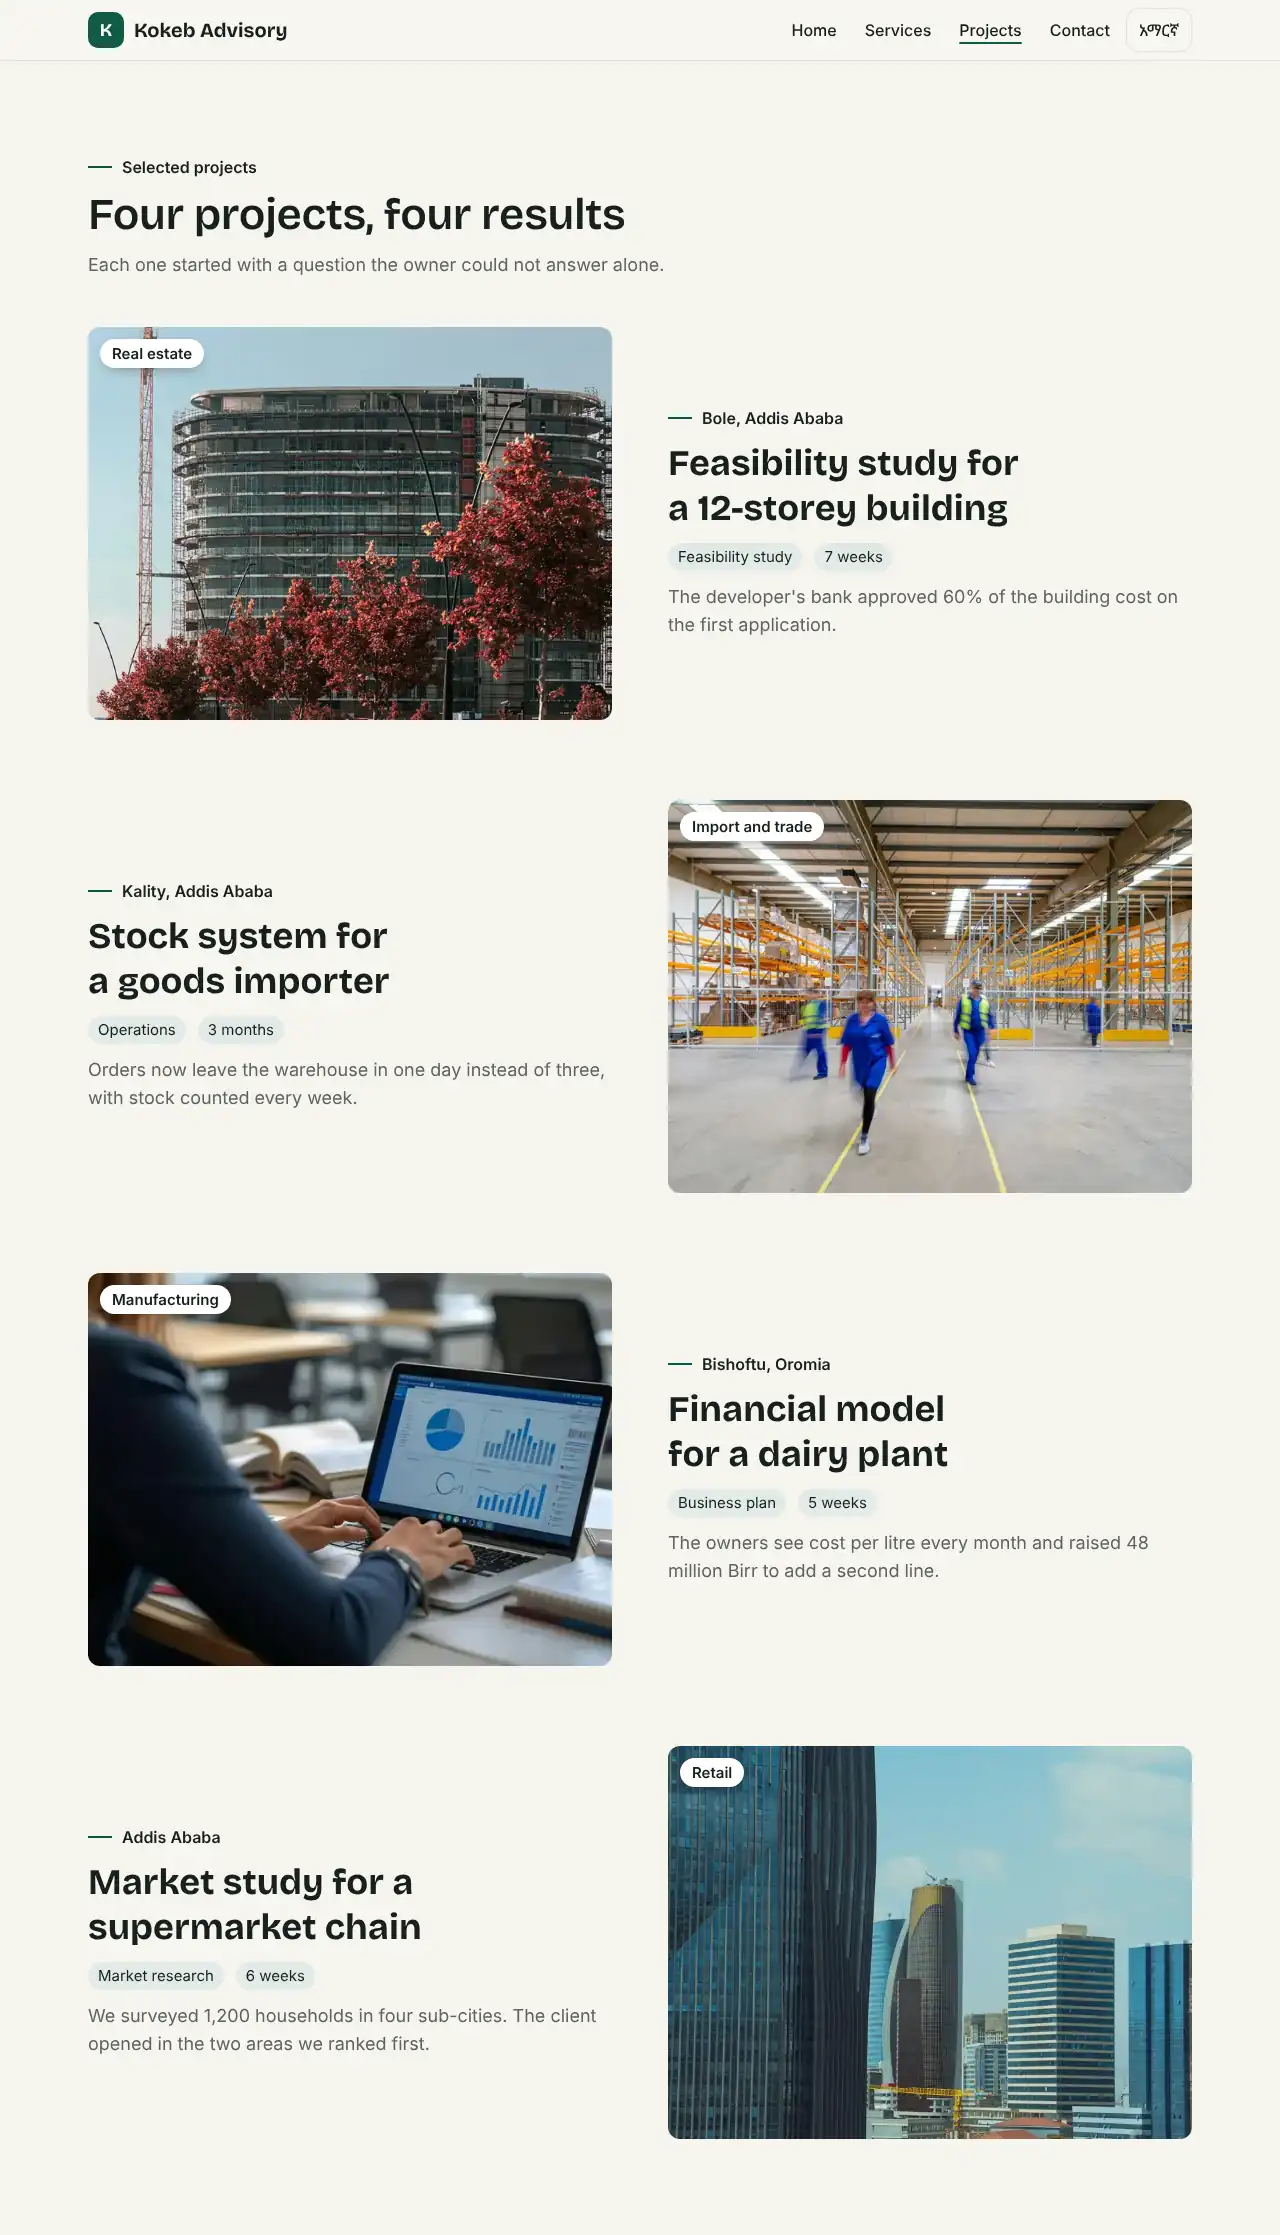 K
Kokeb Advisory
Home
Services
Projects
Contact
አማርኛ
Selected projects
Four projects, four results
Each one started with a question the owner could not answer alone.
Real estate
Bole, Addis Ababa
Feasibility study for
a 12-storey building
Feasibility study
7 weeks
The developer's bank approved 60% of the building cost on
the first application.
Import and trade
Kality, Addis Ababa
Stock system for
a goods importer
Operations
3 months
Orders now leave the warehouse in one day instead of three,
with stock counted every week.
Manufacturing
Bishoftu, Oromia
Financial model
for a dairy plant
Business plan
5 weeks
The owners see cost per litre every month and raised 48
million Birr to add a second line.
Retail
Addis Ababa
Market study for a
supermarket chain
Market research
6 weeks
We surveyed 1,200 households in four sub-cities. The client
opened in the two areas we ranked first.